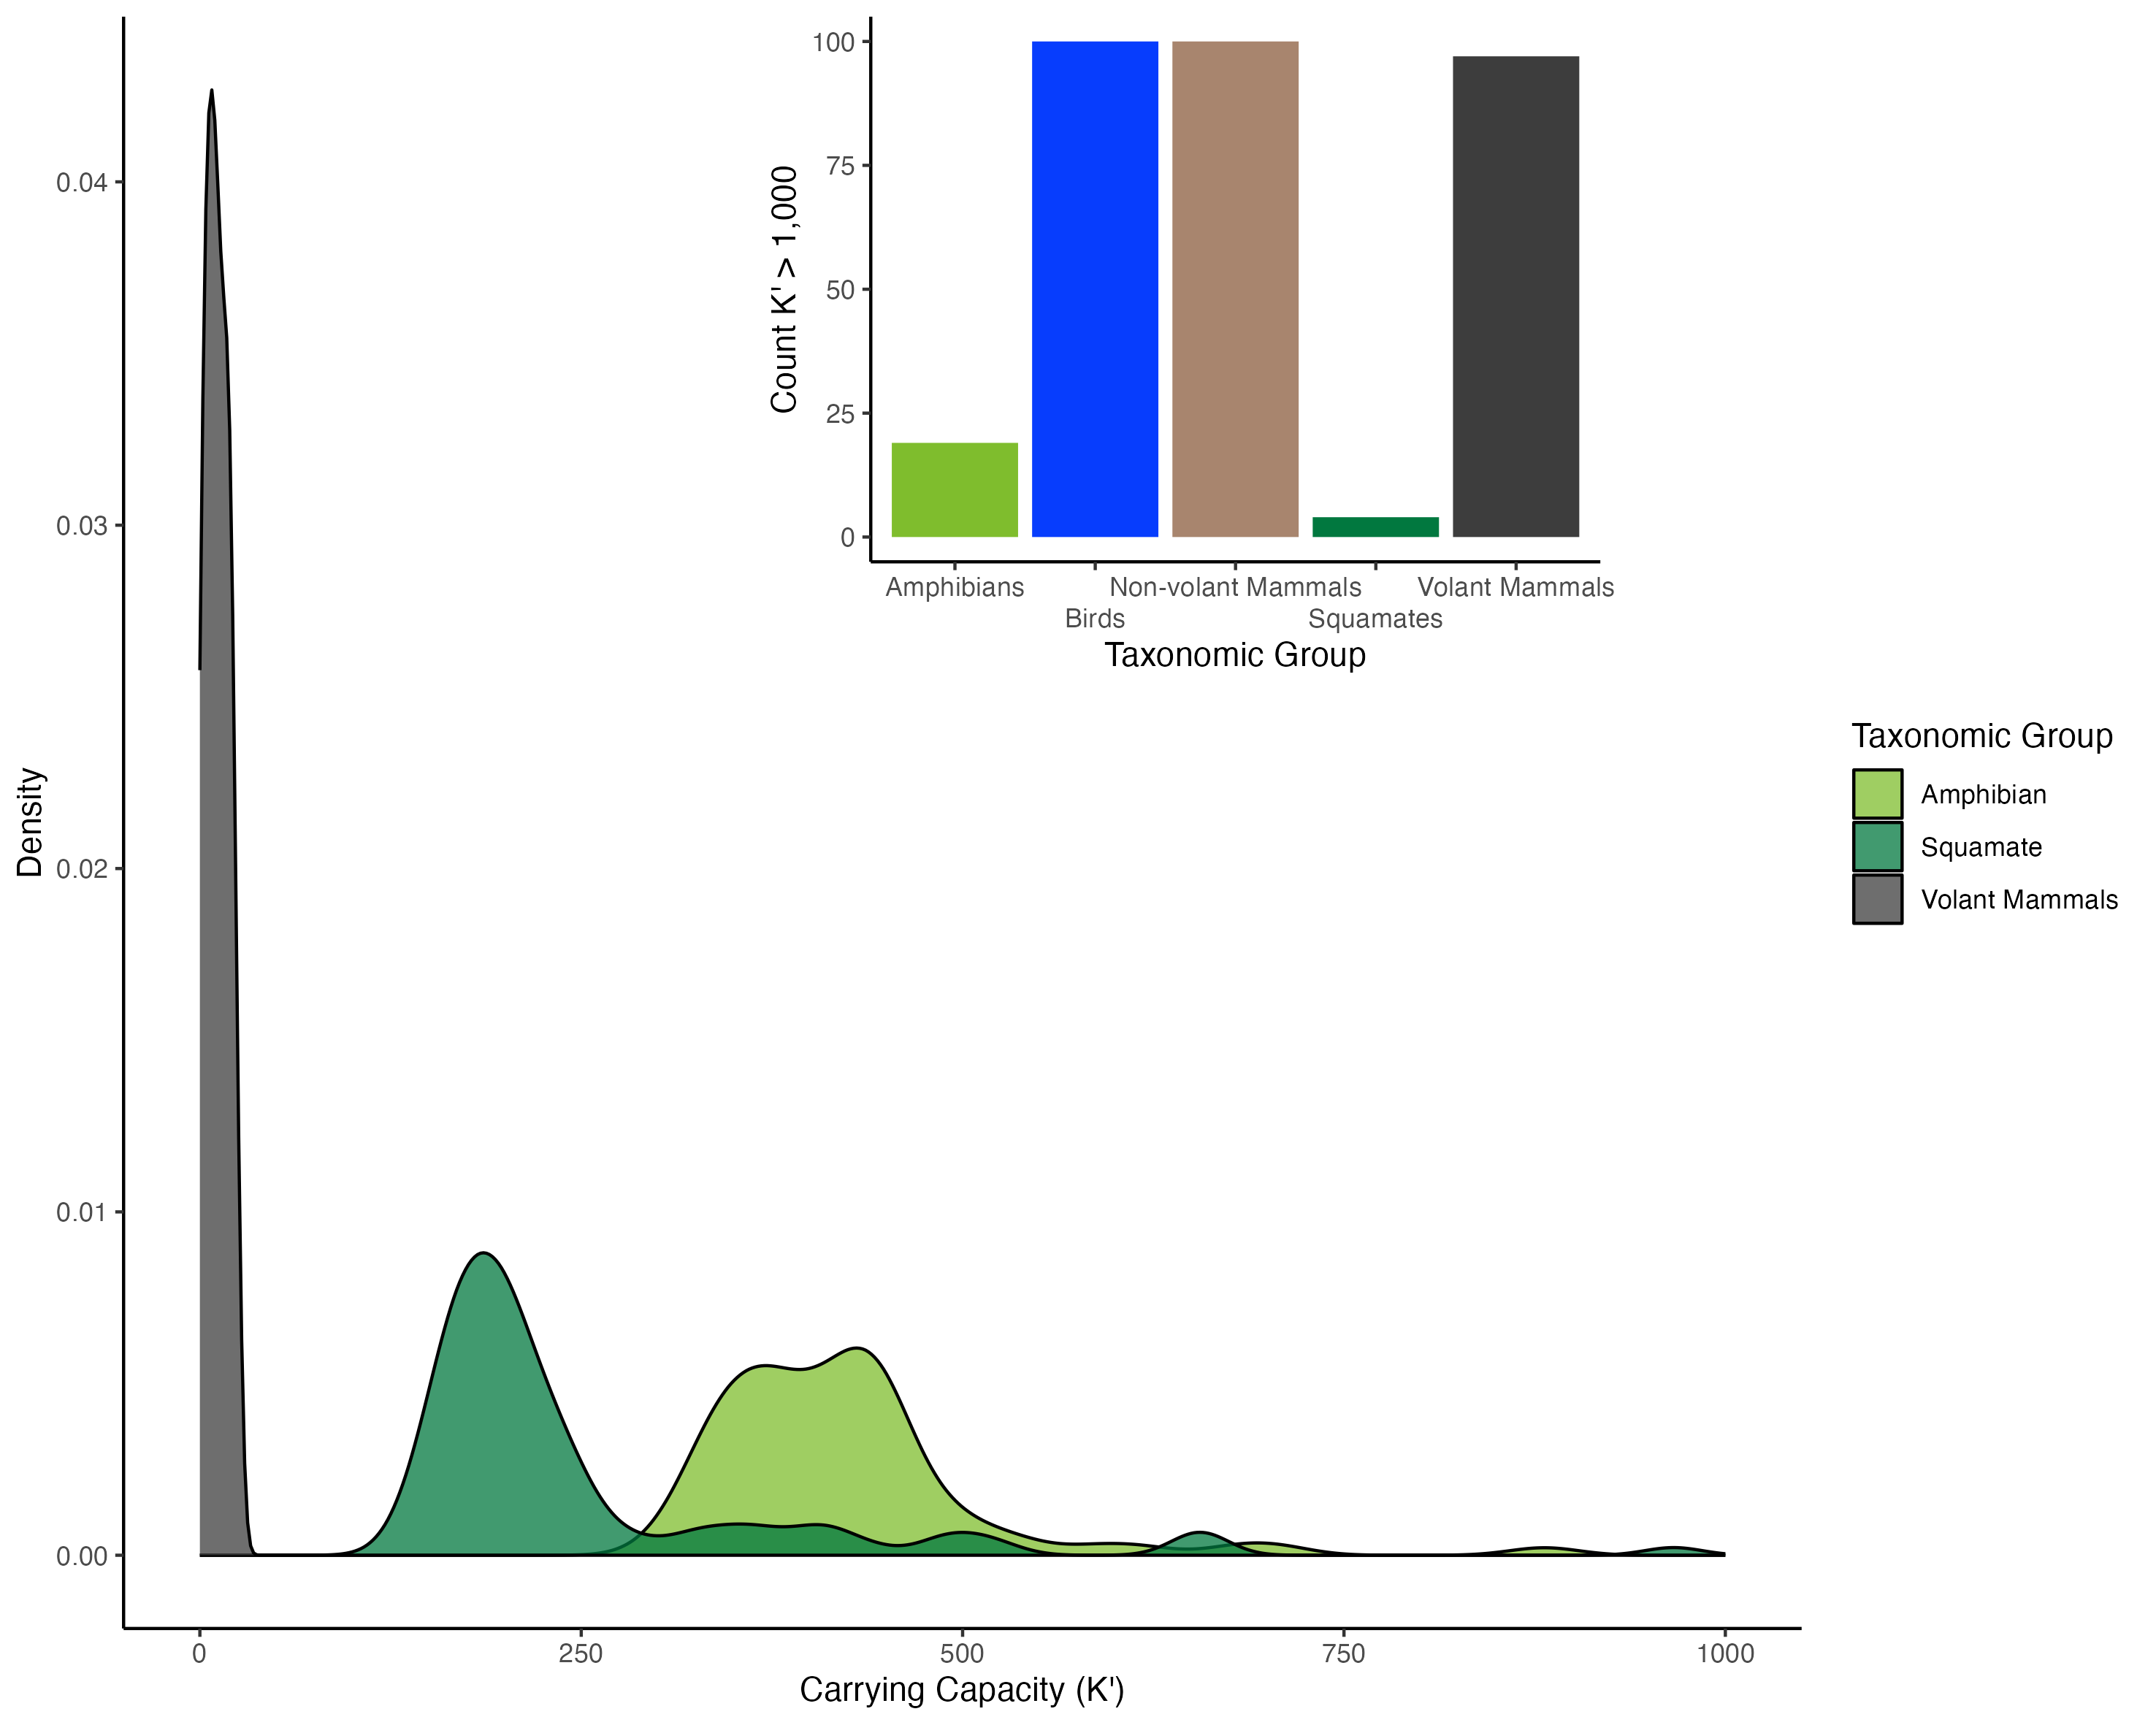 100
75
50
25
0
Count K' > 1,000
Amphibians
Non-volant Mammals
Volant Mammals
Birds
Squamates
Taxonomic Group
0.04
0.03
0.02
0.01
0.00
Density
0
250
500
750
1000
Carrying Capacity (K')
Taxonomic Group
Amphibian
Squamate
Volant Mammals